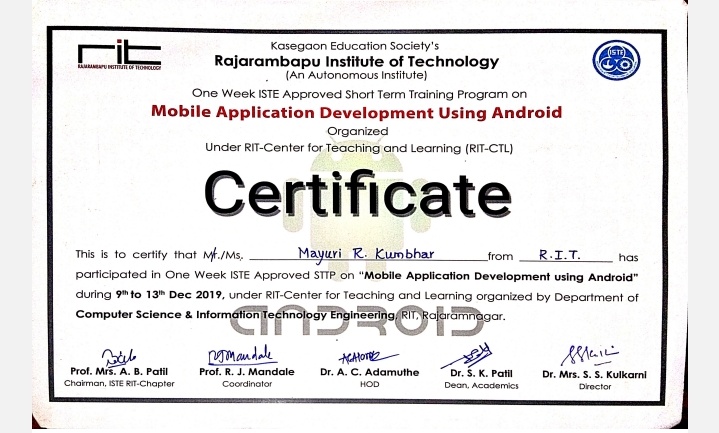 rit
RAJARAMBAPU INSTITUTE OF TECHNOLOGY
ISTE
Kasegaon Education Society's
Rajarambapu Institute of Technology
(An Autonomous Institute)
One Week ISTE Approved Short Term Training Program on
Mobile Application Development Using Android
Organized
Under RIT-Center for Teaching and Learning (RIT-CTL)
Certificate
This is to certify that Mr./Ms. Mayuri R. Kumbhar from R.I.T. has
participated in One Week ISTE Approved STTP on "Mobile Application Development using Android"
during 9th to 13th Dec 2019, under RIT-Center for Teaching and Learning organized by Department of
Computer Science & Information Technology Engineering, RIT, Rajaramnagar.
ANDROID
Prof. Mrs. A. B. Patil
Chairman, ISTE RIT-Chapter
RJMandale
Prof. R. J. Mandale
Coordinator
Dr. A. C. Adamuthe
HOD
Dr. S. K. Patil
Dean, Academics
Dr. Mrs. S. S. Kulkarni
Director